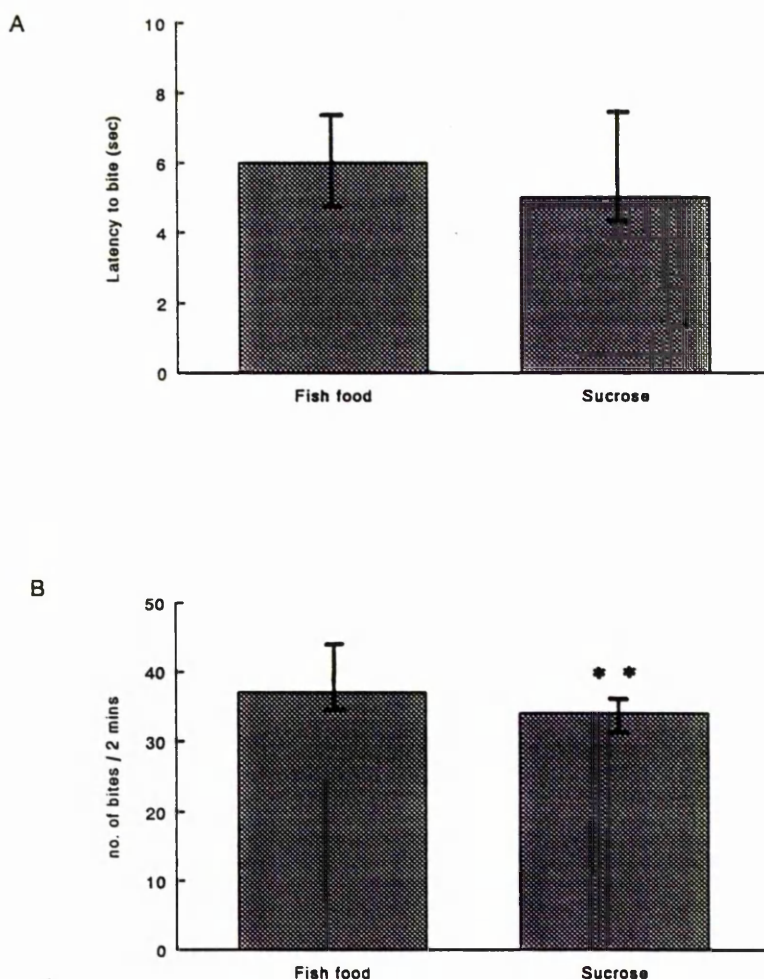 A
Latency to bite (sec)
10
8
6
4
2
0
Fish food Sucrose
B
no. of bites / 2 mins
50
40
30
20
10
0
* *
Fish food Sucrose